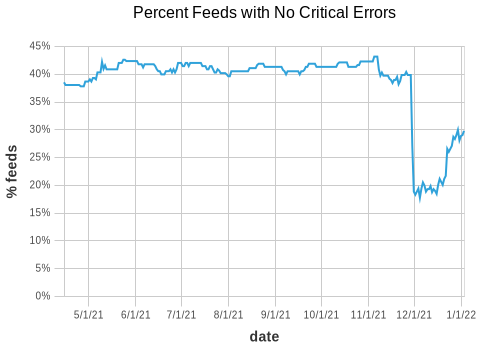 Percent Feeds with No Critical Errors
45%
40%
35%
30%
25%
20%
15%
10%
5%
0%
% feeds
5/1/21 6/1/21 7/1/21 8/1/21 9/1/21 10/1/21 11/1/21 12/1/21 1/1/22
date